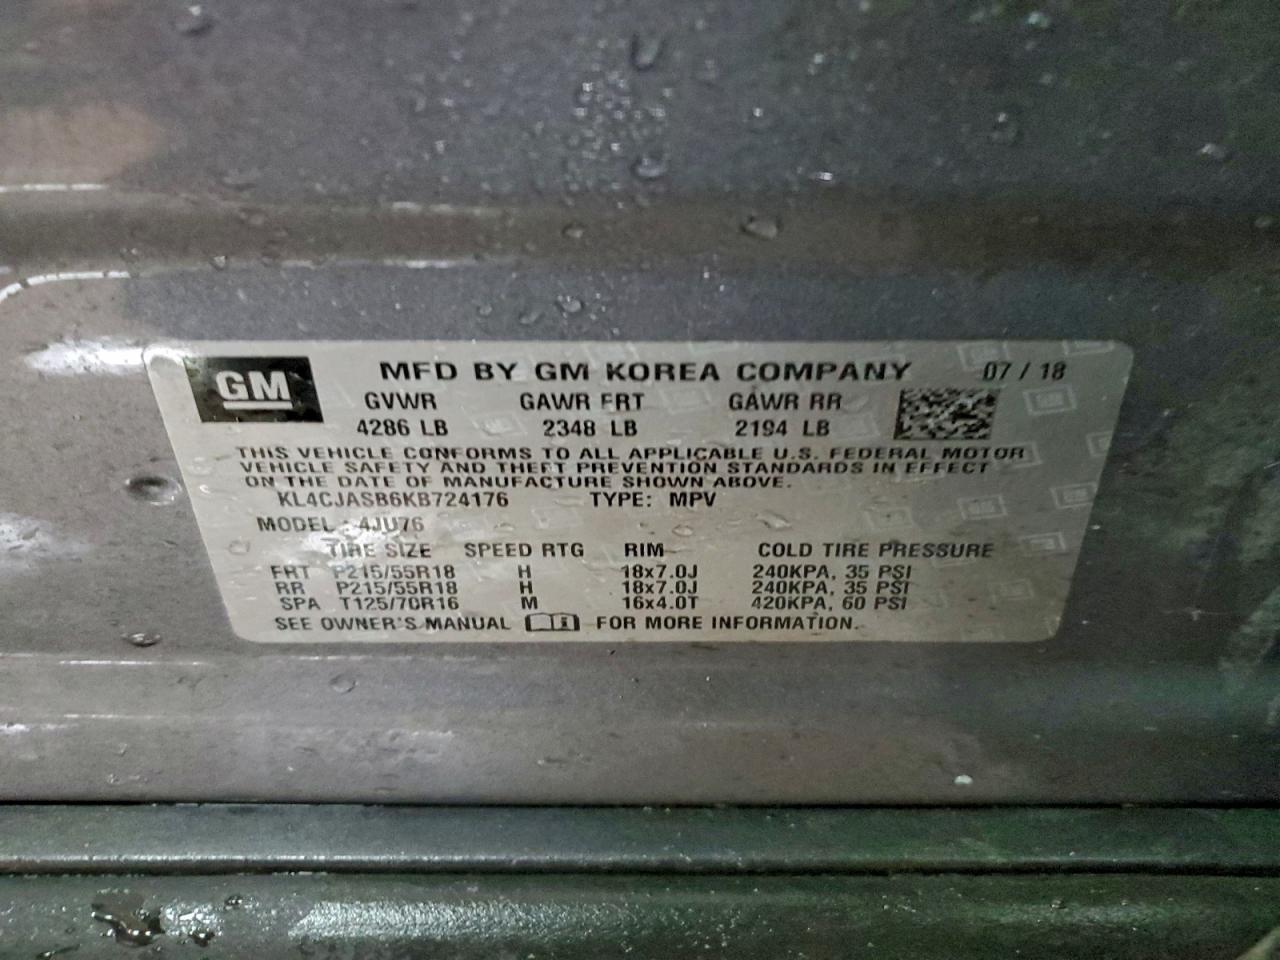 GM MFD BY GM KOREA COMPANY 07 / 18
GVWR GAWR FRT GAWR RR
4286 LB 2348 LB 2194 LB
THIS VEHICLE CONFORMS TO ALL APPLICABLE U.S. FEDERAL MOTOR
VEHICLE SAFETY AND THEFT PREVENTION STANDARDS IN EFFECT
ON THE DATE OF MANUFACTURE SHOWN ABOVE.
KL4CJASB6KB724176 TYPE: MPV
MODEL : 4JU76
TIRE SIZE SPEED RTG RIM COLD TIRE PRESSURE
FRT P215/55R18 H 18x7.0J 240KPA, 35 PSI
RR P215/55R18 H 18x7.0J 240KPA, 35 PSI
SPA T125/70R16 M 16x4.0T 420KPA, 60 PSI
SEE OWNER'S MANUAL FOR MORE INFORMATION.